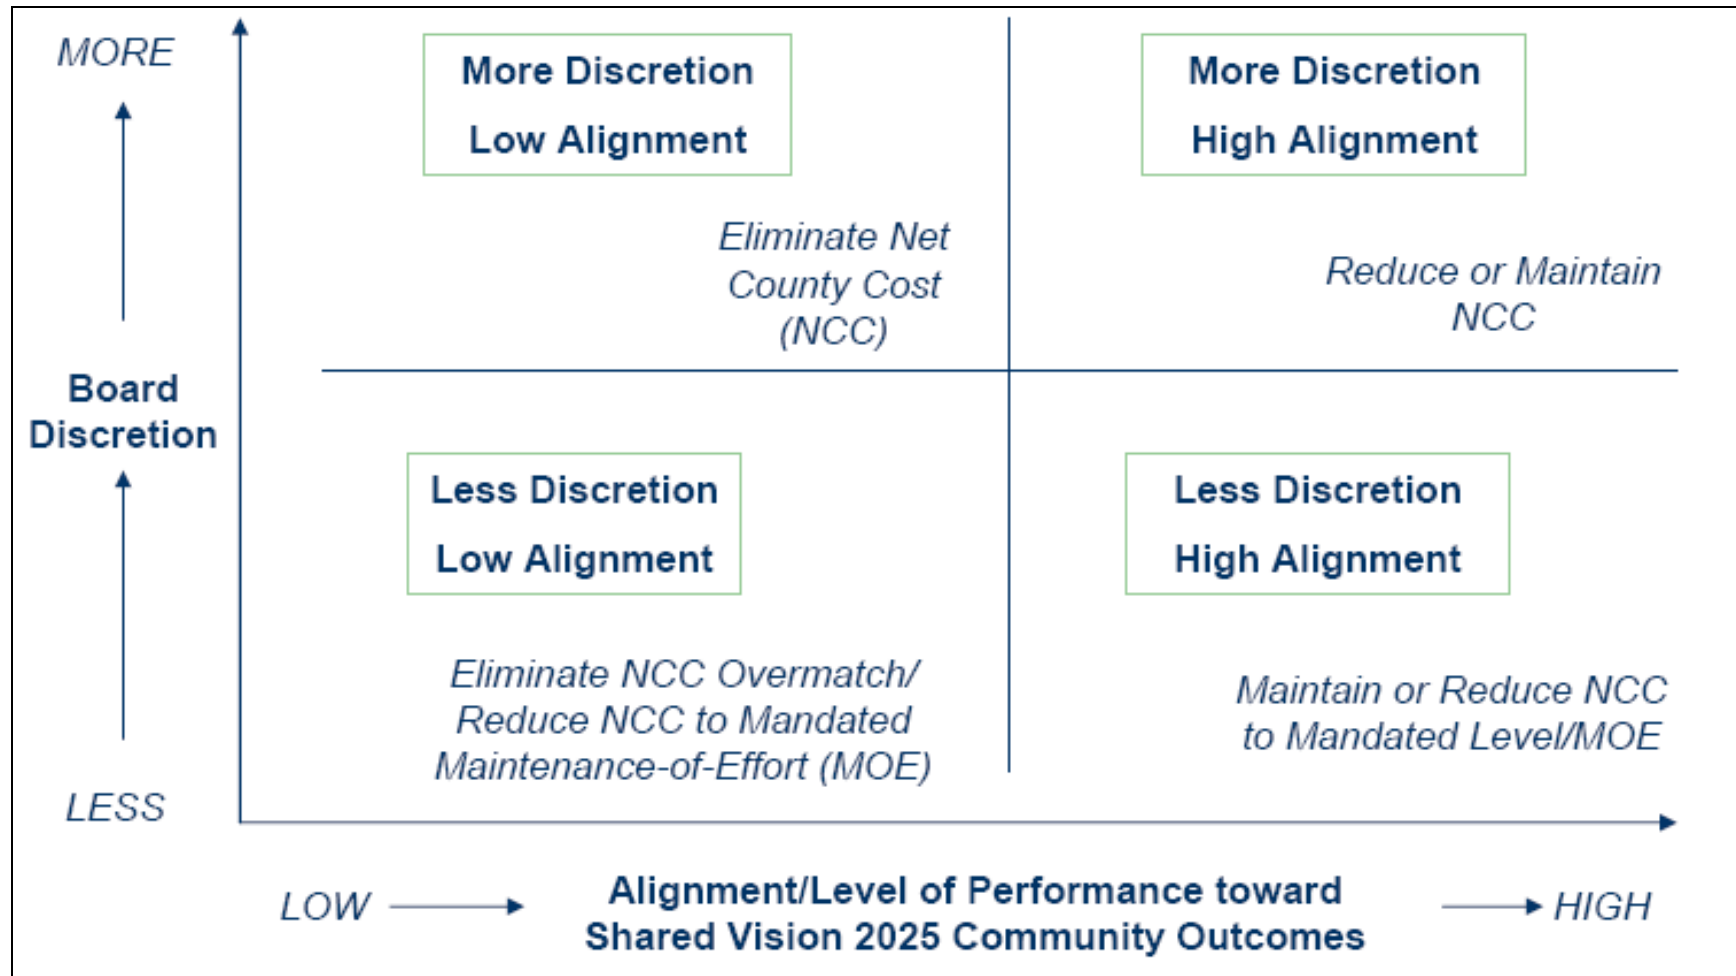 MORE
More Discretion
Low Alignment
More Discretion
High Alignment
Eliminate Net
County Cost
(NCC)
Reduce or Maintain
NCC
Board
Discretion
Less Discretion
Low Alignment
Less Discretion
High Alignment
Eliminate NCC Overmatch/
Reduce NCC to Mandated
Maintenance-of-Effort (MOE)
Maintain or Reduce NCC
to Mandated Level/MOE
LESS
LOW
Alignment/Level of Performance toward
Shared Vision 2025 Community Outcomes
HIGH